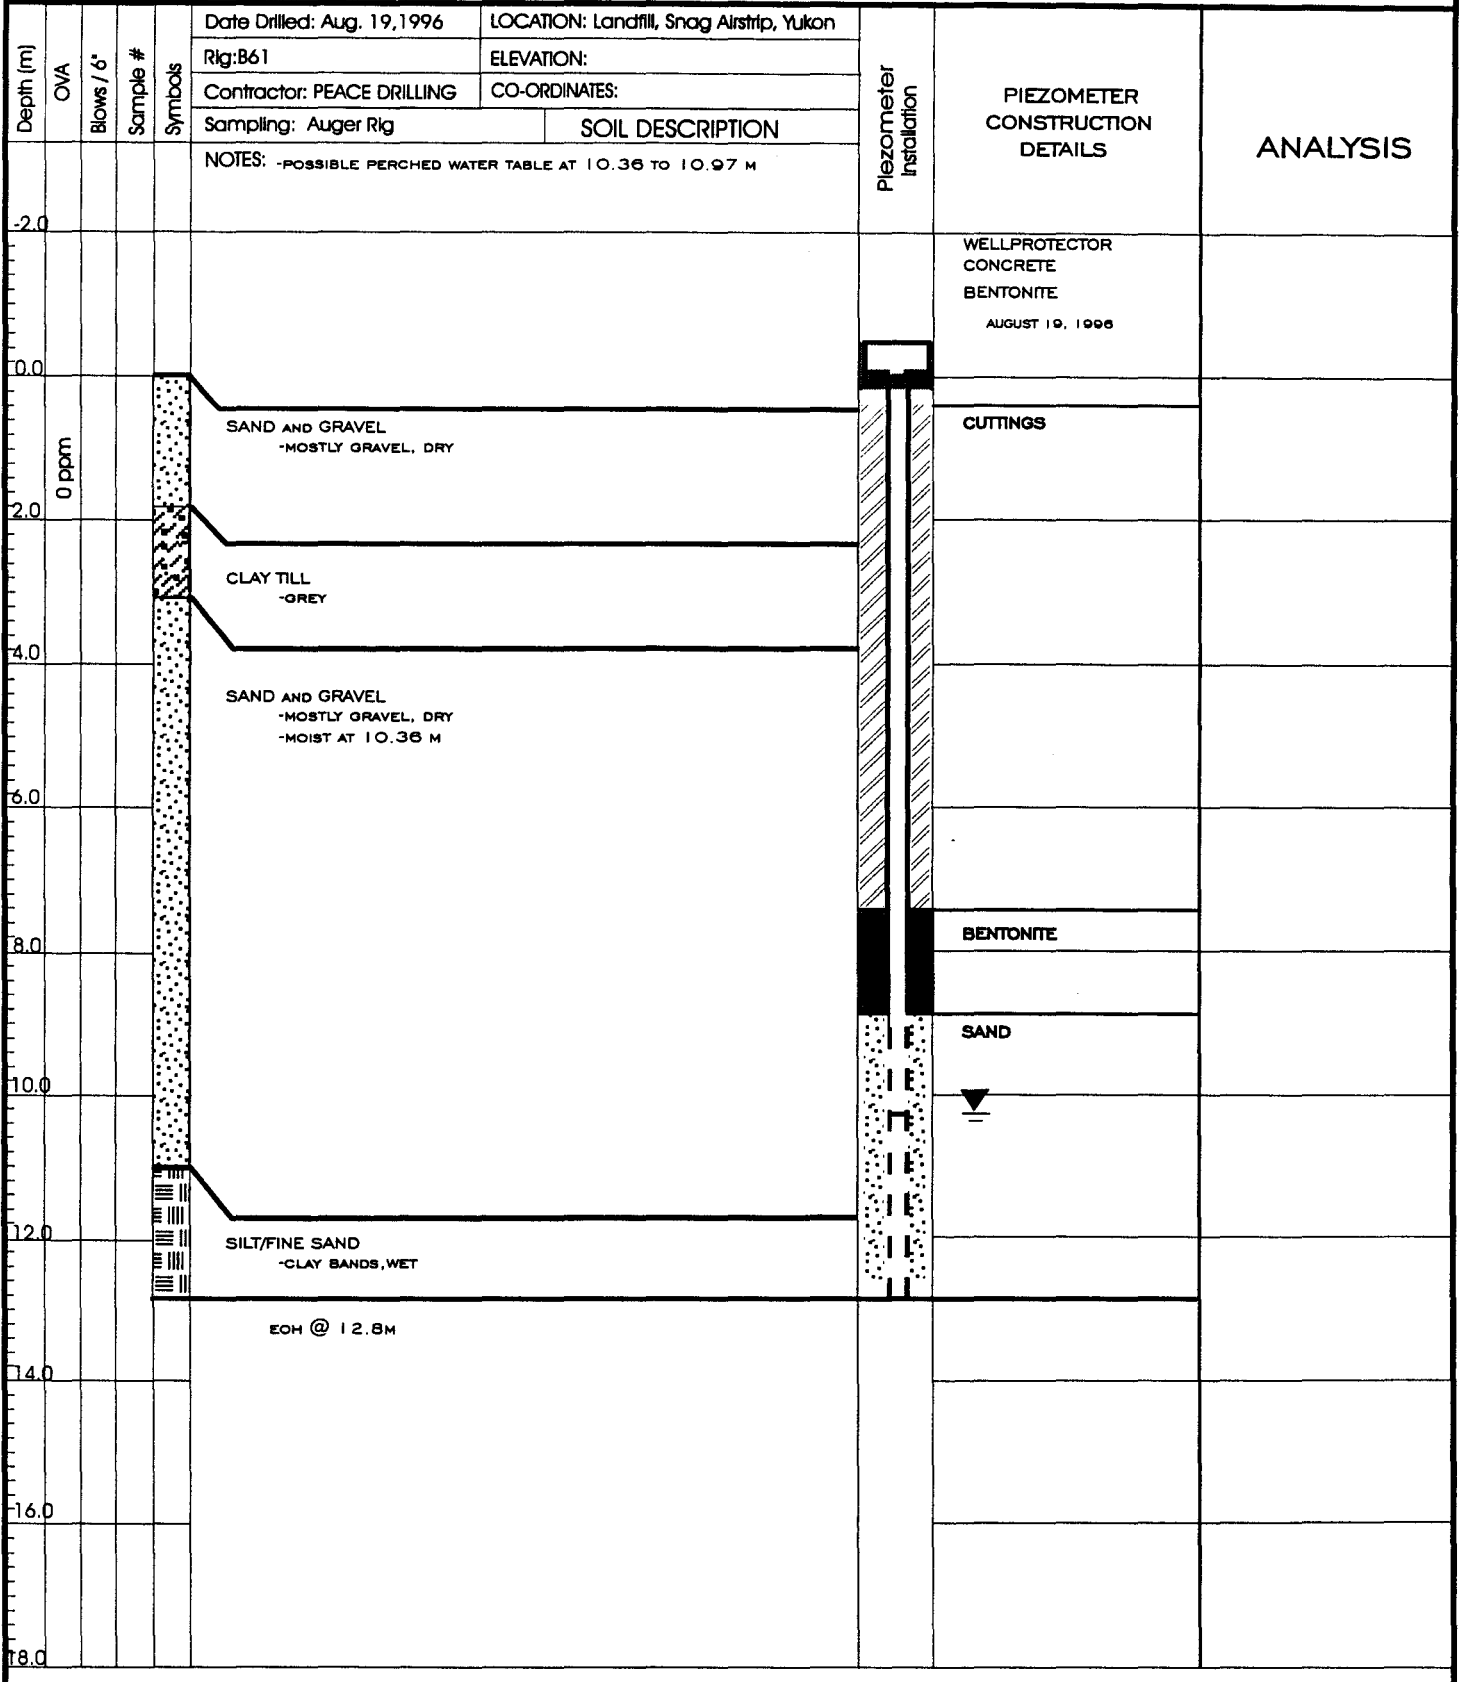 Depth (m)
OVA
Blows / 6"
Sample #
Symbols
Date Drilled: Aug. 19,1996
LOCATION: Landfill, Snag Airstrip, Yukon
Rig:B61
ELEVATION:
Contractor: PEACE DRILLING
CO-ORDINATES:
Sampling: Auger Rig
SOIL DESCRIPTION
NOTES: -POSSIBLE PERCHED WATER TABLE AT 10.36 TO 10.97 M
Piezometer
Installation
PIEZOMETER
CONSTRUCTION
DETAILS
ANALYSIS
-2.0
WELLPROTECTOR
CONCRETE
BENTONITE
AUGUST 19, 1996
0.0
SAND AND GRAVEL
-MOSTLY GRAVEL, DRY
CUTTINGS
0 ppm
2.0
CLAY TILL
-GREY
4.0
SAND AND GRAVEL
-MOSTLY GRAVEL, DRY
-MOIST AT 10.36 M
6.0
BENTONITE
8.0
SAND
10.0
12.0
SILT/FINE SAND
-CLAY BANDS,WET
EOH @ 12.8M
14.0
16.0
18.0